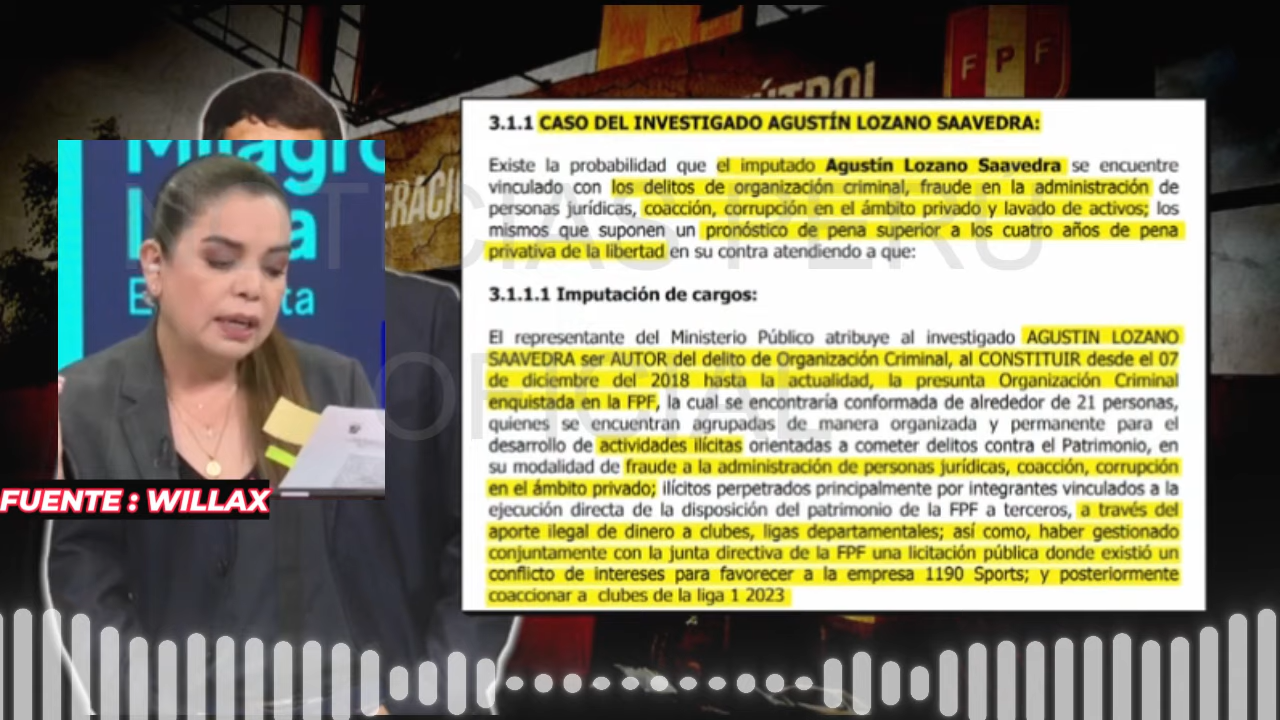 FPF
FÚTBOL
ERACIÓ
Milagro
L a
E ta
3.1.1 CASO DEL INVESTIGADO AGUSTÍN LOZANO SAAVEDRA:
Existe la probabilidad que el imputado Agustín Lozano Saavedra se encuentre
vinculado con los delitos de organización criminal, fraude en la administración de
personas jurídicas, coacción, corrupción en el ámbito privado y lavado de activos; los
mismos que suponen un pronóstico de pena superior a los cuatro años de pena
privativa de la libertad en su contra atendiendo a que:
3.1.1.1 Imputación de cargos:
El representante del Ministerio Público atribuye al investigado AGUSTIN LOZANO
SAAVEDRA ser AUTOR del delito de Organización Criminal, al CONSTITUIR desde el 07
de diciembre del 2018 hasta la actualidad, la presunta Organización Criminal
enquistada en la FPF, la cual se encontraría conformada de alrededor de 21 personas,
quienes se encuentran agrupadas de manera organizada y permanente para el
desarrollo de actividades ilícitas orientadas a cometer delitos contra el Patrimonio, en
su modalidad de fraude a la administración de personas jurídicas, coacción, corrupción
en el ámbito privado; ilícitos perpetrados principalmente por integrantes vinculados a la
ejecución directa de la disposición del patrimonio de la FPF a terceros, a través del
aporte ilegal de dinero a clubes, ligas departamentales; así como, haber gestionado
conjuntamente con la junta directiva de la FPF una licitación pública donde existió un
conflicto de intereses para favorecer a la empresa 1190 Sports; y posteriormente
coaccionar a clubes de la liga 1 2023
NOTICIAS PERU
OFICIAL
FUENTE : WILLAX